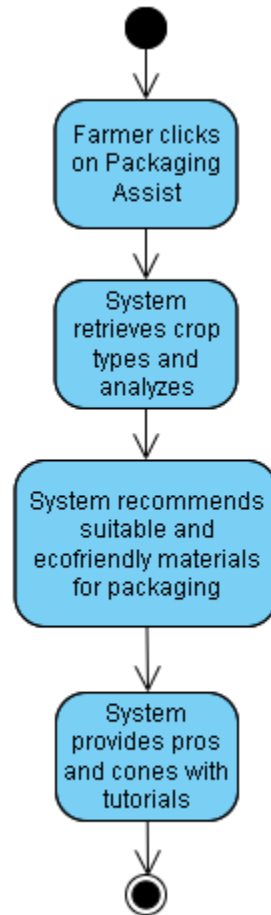 Farmer clicks
on Packaging
Assist
System
retrieves crop
types and
analyzes
System recommends
suitable and
ecofriendly materials
for packaging
System
provides pros
and cones with
tutorials